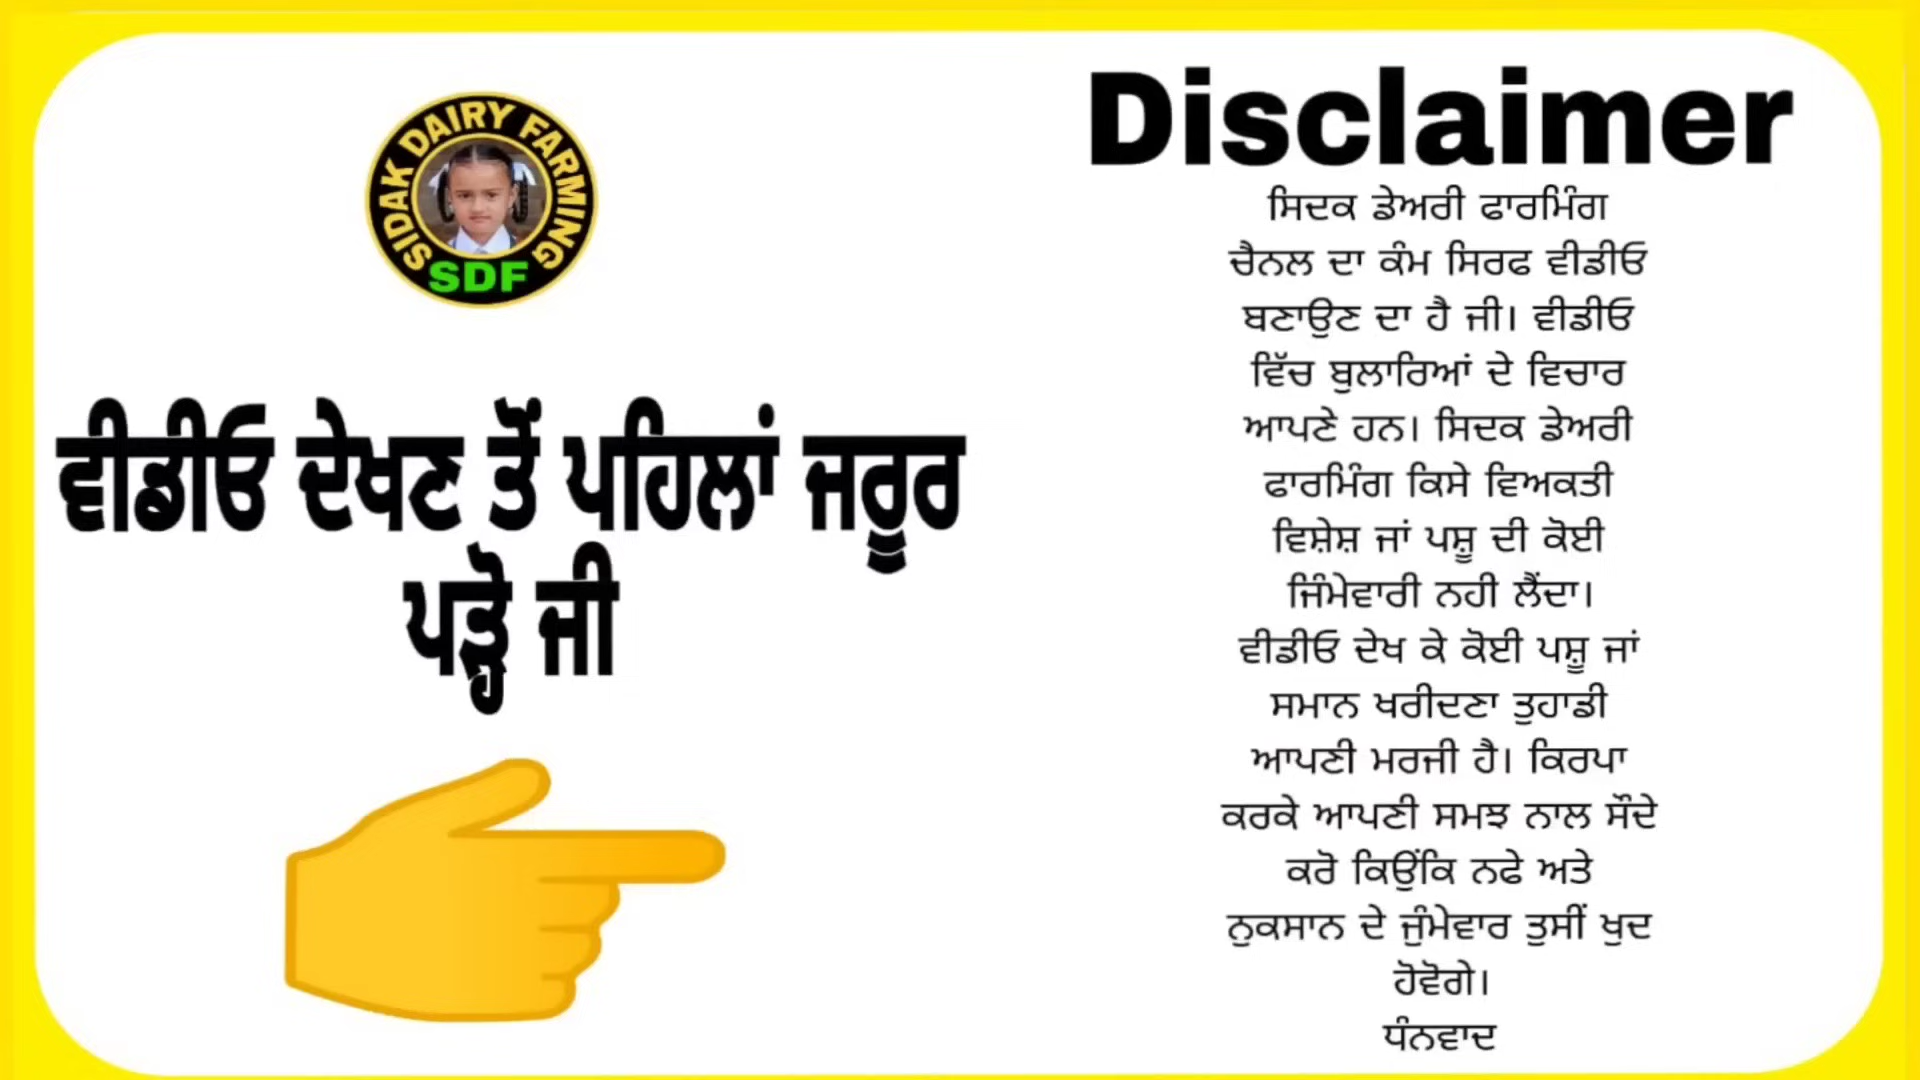 SIDAK DAIRY FARMING
SDF
ਵੀਡੀਓ ਦੇਖਣ ਤੋਂ ਪਹਿਲਾਂ ਜਰੂਰ
ਪੜ੍ਹੋ ਜੀ
Disclaimer
ਸਿਦਕ ਡੇਅਰੀ ਫਾਰਮਿੰਗ
ਚੈਨਲ ਦਾ ਕੰਮ ਸਿਰਫ ਵੀਡੀਓ
ਬਣਾਉਣ ਦਾ ਹੈ ਜੀ। ਵੀਡੀਓ
ਵਿੱਚ ਬੁਲਾਰਿਆਂ ਦੇ ਵਿਚਾਰ
ਆਪਣੇ ਹਨ। ਸਿਦਕ ਡੇਅਰੀ
ਫਾਰਮਿੰਗ ਕਿਸੇ ਵਿਅਕਤੀ
ਵਿਸ਼ੇਸ਼ ਜਾਂ ਪਸ਼ੂ ਦੀ ਕੋਈ
ਜਿੰਮੇਵਾਰੀ ਨਹੀ ਲੈਂਦਾ।
ਵੀਡੀਓ ਦੇਖ ਕੇ ਕੋਈ ਪਸ਼ੂ ਜਾਂ
ਸਮਾਨ ਖਰੀਦਣਾ ਤੁਹਾਡੀ
ਆਪਣੀ ਮਰਜੀ ਹੈ। ਕਿਰਪਾ
ਕਰਕੇ ਆਪਣੀ ਸਮਝ ਨਾਲ ਸੌਦੇ
ਕਰੋ ਕਿਉਂਕਿ ਨਫੇ ਅਤੇ
ਨੁਕਸਾਨ ਦੇ ਜੁੰਮੇਵਾਰ ਤੁਸੀਂ ਖੁਦ
ਹੋਵੋਗੇ।
ਧੰਨਵਾਦ